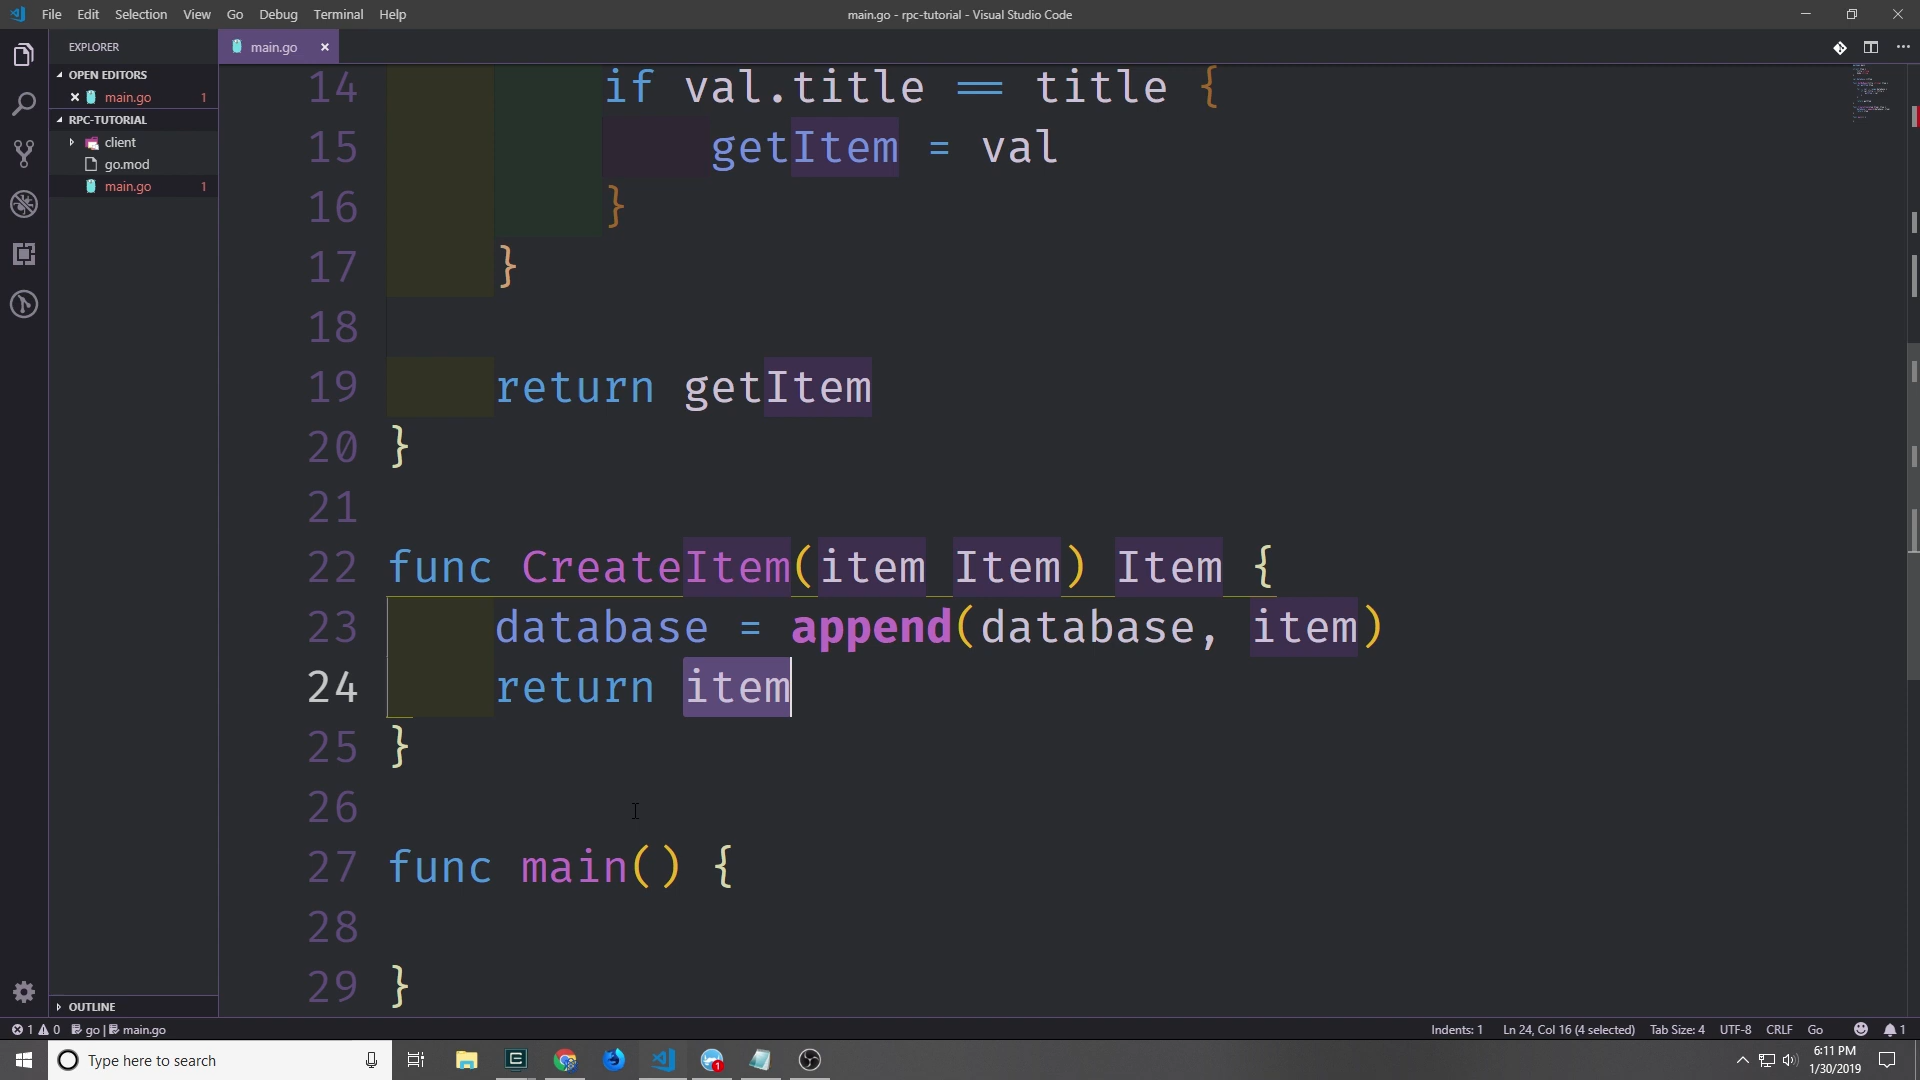 File Edit Selection View Go Debug Terminal Help
main.go - rpc-tutorial - Visual Studio Code
EXPLORER
main.go
OPEN EDITORS
main.go 1
RPC-TUTORIAL
client
go.mod
main.go 1
OUTLINE
14 if val.title == title {
15 getItem = val
16 }
17 }
18
19 return getItem
20 }
21
22 func CreateItem(item Item) Item {
23 database = append(database, item)
24 return item
25 }
26
27 func main() {
28
29 }
1 0 go | main.go
Indents: 1 Ln 24, Col 16 (4 selected) Tab Size: 4 UTF-8 CRLF Go 1
Type here to search
1
6:11 PM
1/30/2019